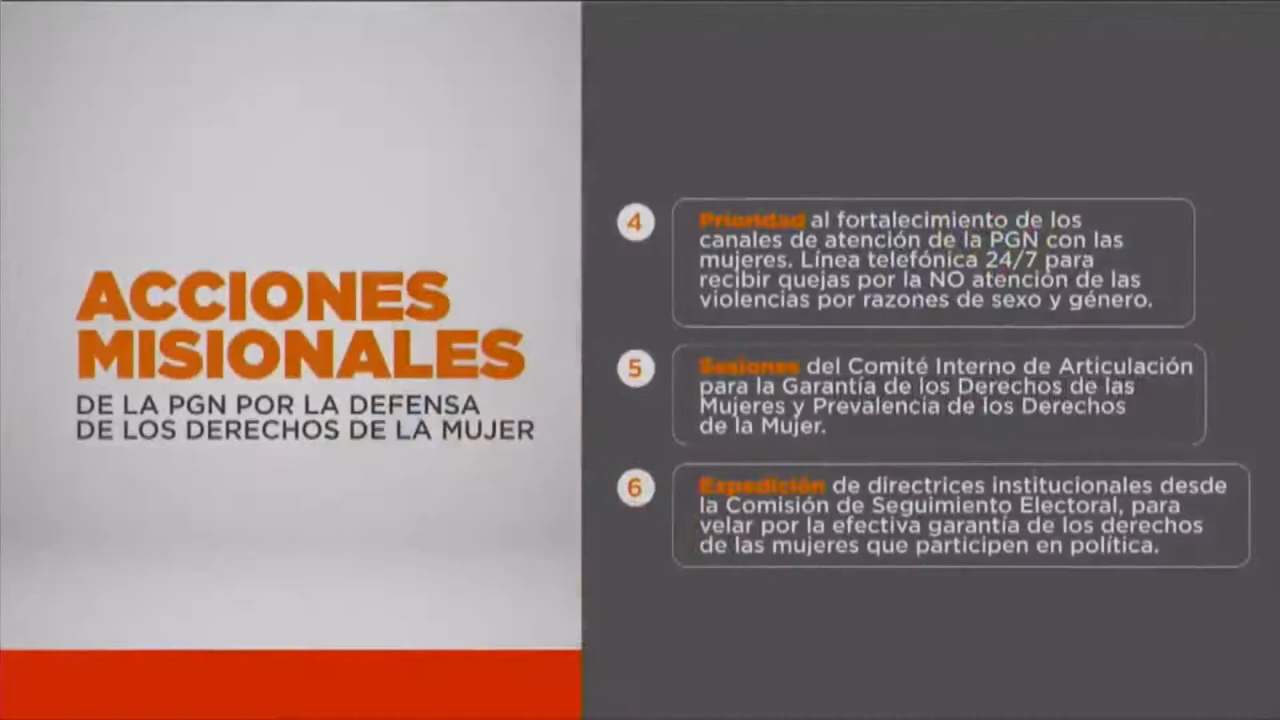 ACCIONES
MISIONALES
DE LA PGN POR LA DEFENSA
DE LOS DERECHOS DE LA MUJER
4
Prioridad al fortalecimiento de los
canales de atención de la PGN con las
mujeres. Línea telefónica 24/7 para
recibir quejas por la NO atención de las
violencias por razones de sexo y género.
5
Sesiones del Comité Interno de Articulación
para la Garantía de los Derechos de las
Mujeres y Prevalencia de los Derechos
de la Mujer.
6
Expedición de directrices institucionales desde
la Comisión de Seguimiento Electoral, para
velar por la efectiva garantía de los derechos
de las mujeres que participen en política.